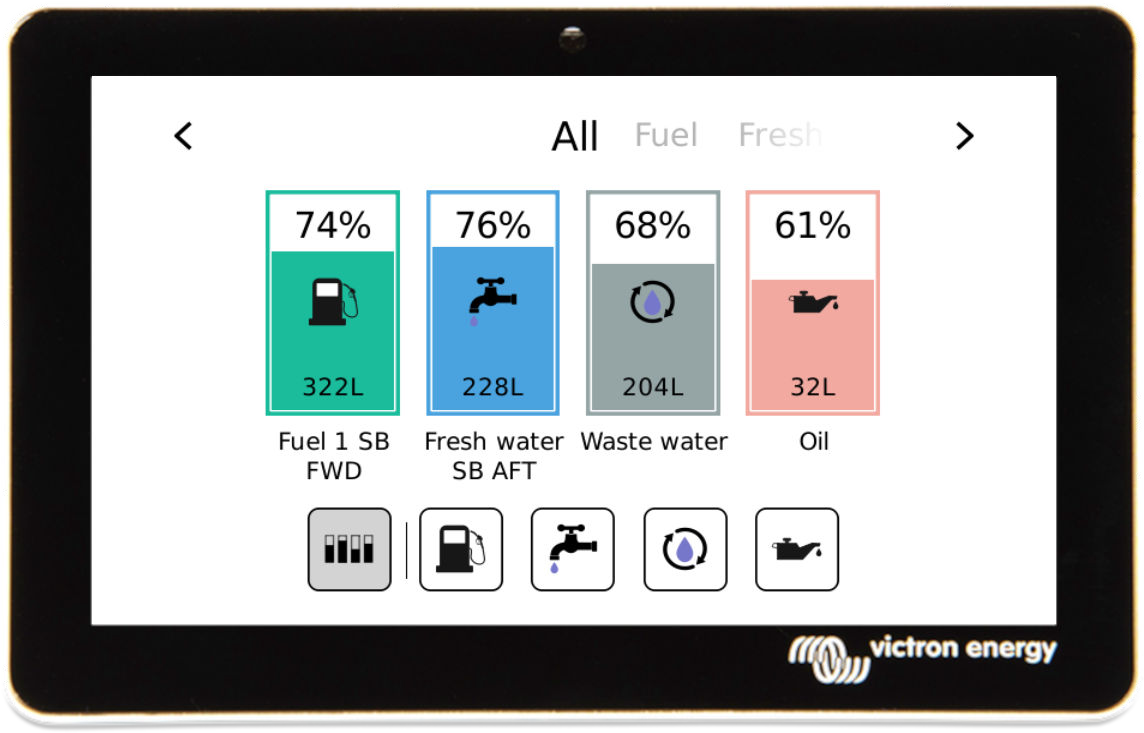 All Fuel Fresh
74% 76% 68% 61%
322L 228L 204L 32L
Fuel 1 SB FWD
Fresh water SB AFT
Waste water
Oil
victron energy